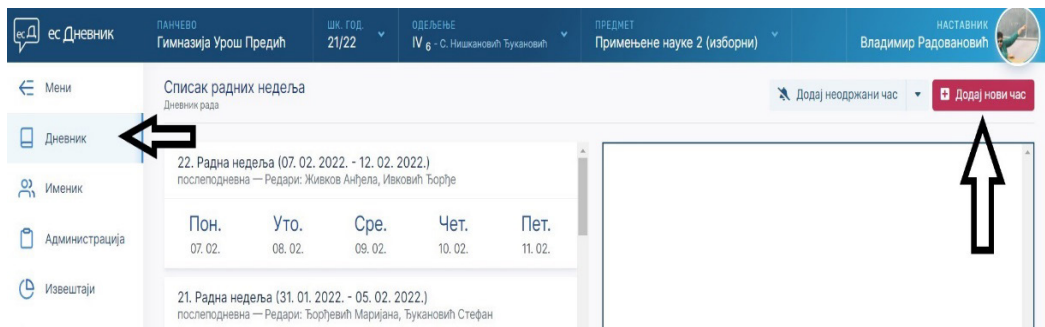 есД ес Дневник
ПАНЧЕВО
Гимназија Урош Предић
ШК. ГОД.
21/22
ОДЕЉЕЊЕ
IV 6 - С. Нишкановић Ђукановић
ПРЕДМЕТ
Примењене науке 2 (изборни)
НАСТАВНИК
Владимир Радовановић
Мени
Дневник
Именик
Администрација
Извештаји
Списак радних недеља
Дневник рада
Додај неодржани час
Додај нови час
22. Радна недеља (07. 02. 2022. - 12. 02. 2022.)
послеподневна — Редари: Живков Анђела, Ивковић Ђорђе
Пон. Уто. Сре. Чет. Пет.
07. 02. 08. 02. 09. 02. 10. 02. 11. 02.
21. Радна недеља (31. 01. 2022. - 05. 02. 2022.)
послеподневна — Редари: Ђорђевић Маријана, Ђукановић Стефан